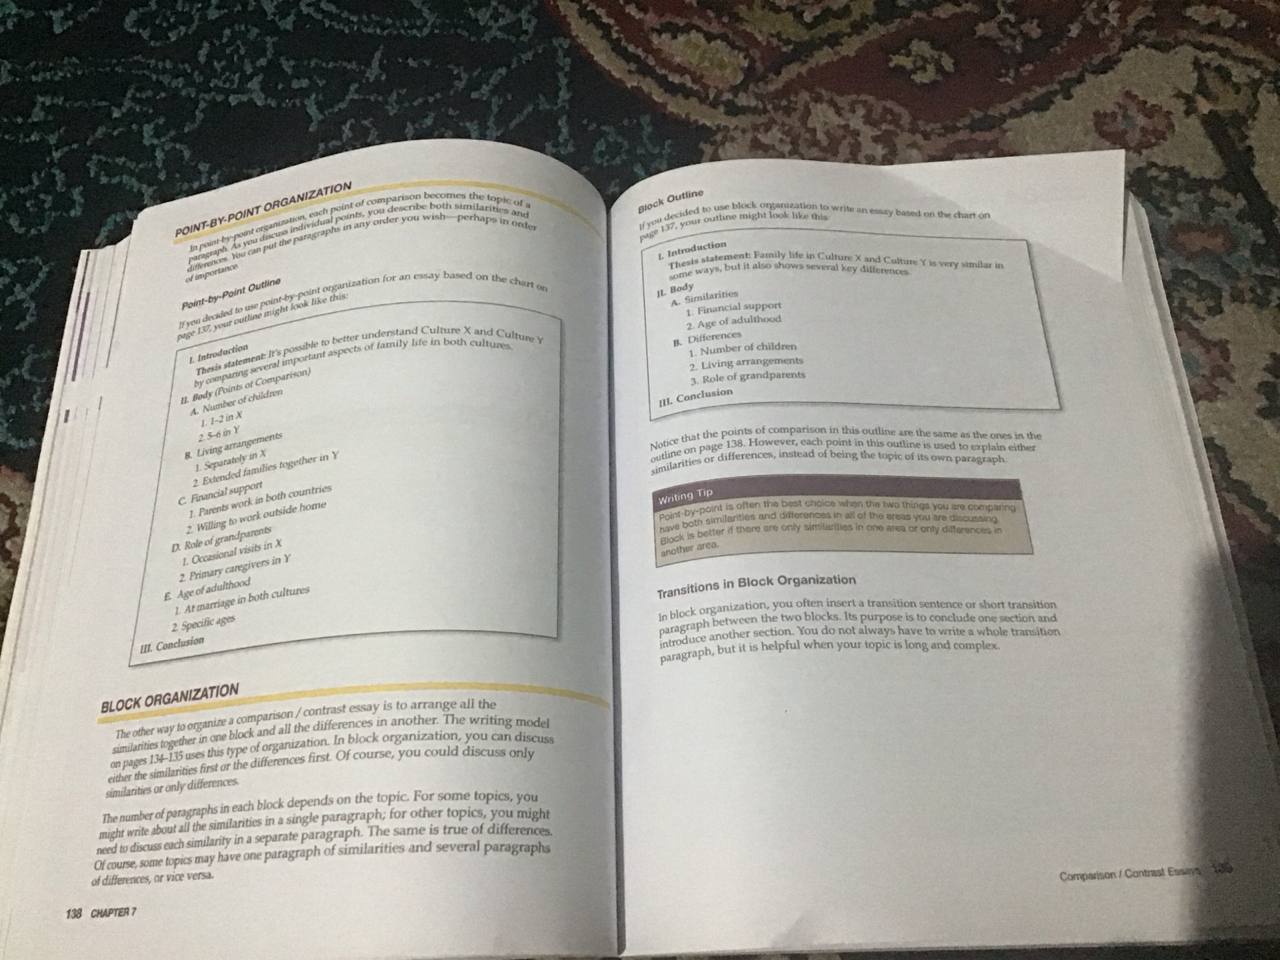 POINT-BY-POINT ORGANIZATION
In point-by-point organization, each point of comparison becomes the topic of a
paragraph. As you discuss individual points, you describe both similarities and
differences. You can put the paragraphs in any order you wish—perhaps in order
of importance.
Point-by-Point Outline
If you decided to use point-by-point organization for an essay based on the chart on
page 137, your outline might look like this:
I. Introduction
Thesis statement: It's possible to better understand Culture X and Culture Y
by comparing several important aspects of family life in both cultures.
II. Body (Points of Comparison)
A. Number of children
1. 1–2 in X
2. 5–6 in Y
B. Living arrangements
1. Separately in X
2. Extended families together in Y
C. Financial support
1. Parents work in both countries
2. Willing to work outside home
D. Role of grandparents
1. Occasional visits in X
2. Primary caregivers in Y
E. Age of adulthood
1. At marriage in both cultures
2. Specific ages
III. Conclusion
BLOCK ORGANIZATION
The other way to organize a comparison / contrast essay is to arrange all the
similarities together in one block and all the differences in another. The writing model
on pages 134–135 uses this type of organization. In block organization, you can discuss
either the similarities first or the differences first. Of course, you could discuss only
similarities or only differences.
The number of paragraphs in each block depends on the topic. For some topics, you
might write about all the similarities in a single paragraph; for other topics, you might
need to discuss each similarity in a separate paragraph. The same is true of differences.
Of course, some topics may have one paragraph of similarities and several paragraphs
of differences, or vice versa.
138 CHAPTER 7
Block Outline
If you decided to use block organization to write an essay based on the chart on
page 137, your outline might look like this:
I. Introduction
Thesis statement: Family life in Culture X and Culture Y is very similar in
some ways, but it also shows several key differences.
II. Body
A. Similarities
1. Financial support
2. Age of adulthood
B. Differences
1. Number of children
2. Living arrangements
3. Role of grandparents
III. Conclusion
Notice that the points of comparison in this outline are the same as the ones in the
outline on page 138. However, each point in this outline is used to explain either
similarities or differences, instead of being the topic of its own paragraph.
Writing Tip
Point-by-point is often the best choice when the two things you are comparing
have both similarities and differences in all of the areas you are discussing.
Block is better if there are only similarities in one area or only differences in
another area.
Transitions in Block Organization
In block organization, you often insert a transition sentence or short transition
paragraph between the two blocks. Its purpose is to conclude one section and
introduce another section. You do not always have to write a whole transition
paragraph, but it is helpful when your topic is long and complex.
Comparison / Contrast Essays 139